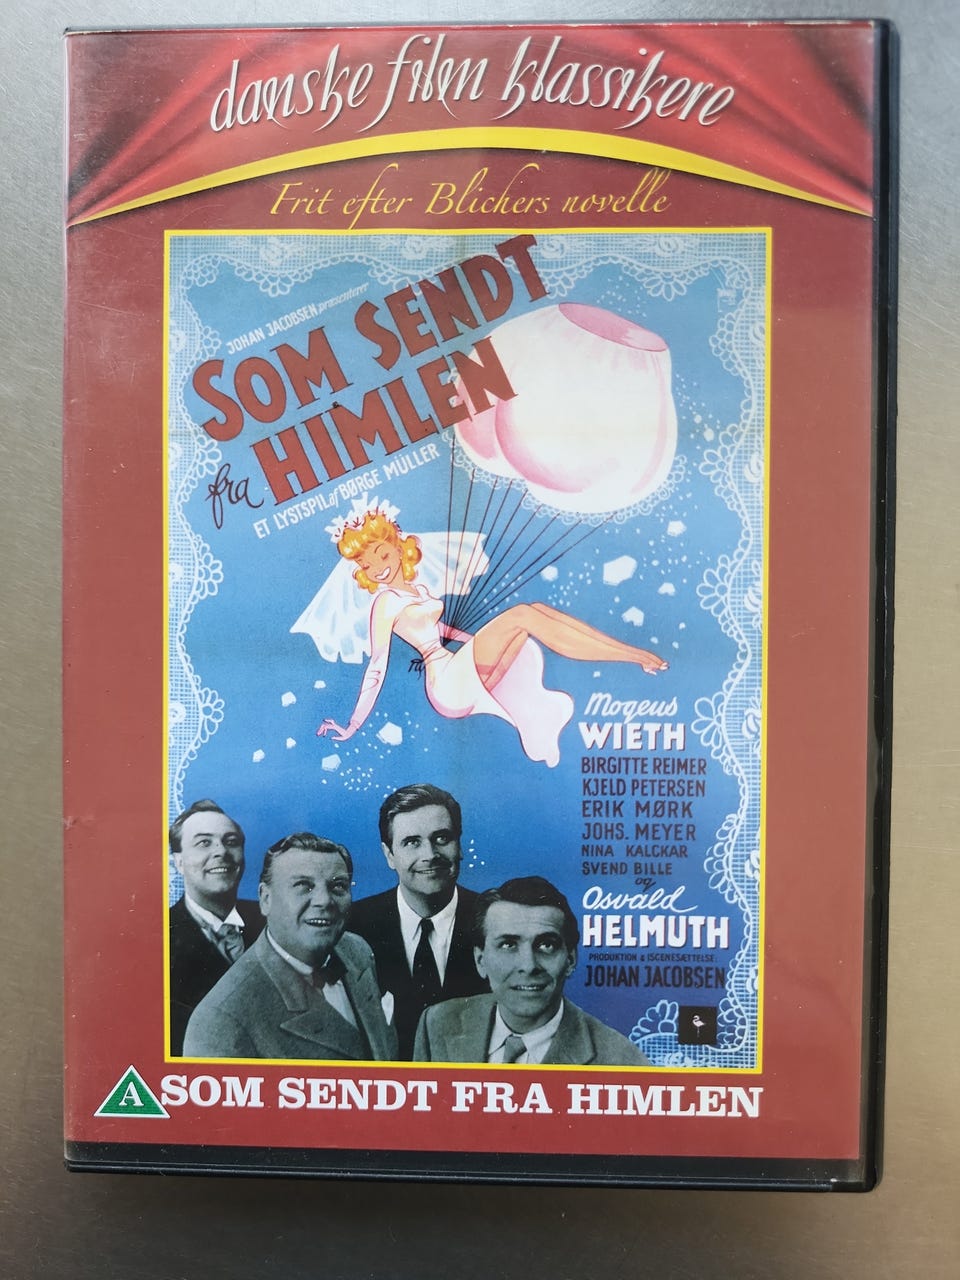 danske film klassikere
Frit efter Blichers novelle
JOHAN JACOBSEN præsenterer
SOM SENDT
fra HIMLEN
ET LYSTSPIL af BØRGE MÜLLER
Mogens
WIETH
BIRGITTE REIMER
KJELD PETERSEN
ERIK MØRK
JOHS. MEYER
NINA KALCKAR
SVEND BILLE
og
Osvald
HELMUTH
PRODUKTION & ISCENESÆTTELSE:
JOHAN JACOBSEN
A SOM SENDT FRA HIMLEN